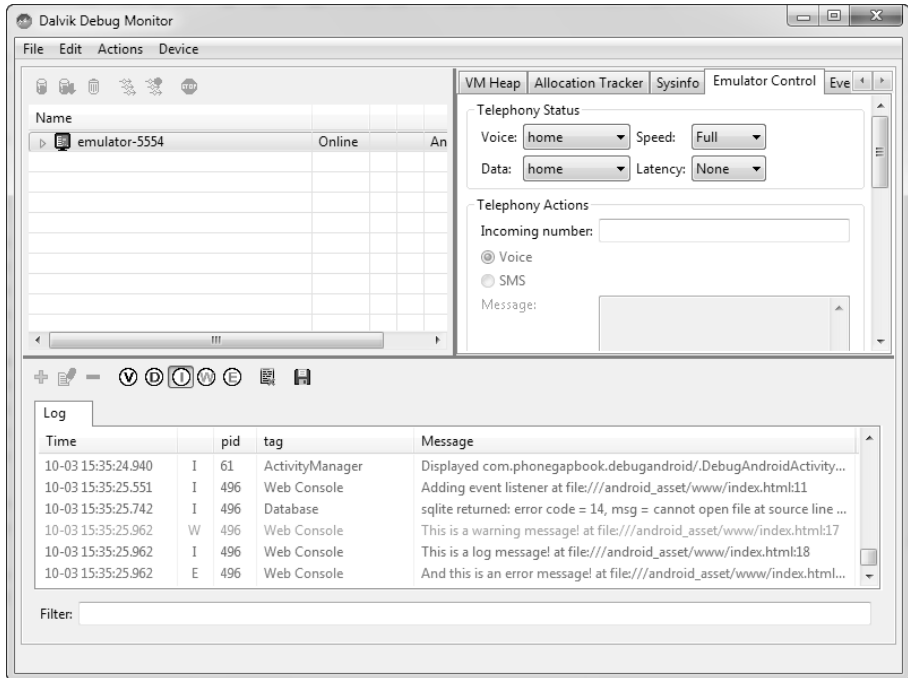 Dalvik Debug Monitor
File Edit Actions Device
VM Heap Allocation Tracker Sysinfo Emulator Control Eve
STOP
Name
emulator-5554 Online An
Telephony Status
Voice: home Speed: Full
Data: home Latency: None
Telephony Actions
Incoming number:
Voice
SMS
Message:
V D I W E
Log
Time pid tag Message
10-03 15:35:24.940 I 61 ActivityManager Displayed com.phonegapbook.debugandroid/.DebugAndroidActivity...
10-03 15:35:25.551 I 496 Web Console Adding event listener at file:///android_asset/www/index.html:11
10-03 15:35:25.742 I 496 Database sqlite returned: error code = 14, msg = cannot open file at source line ...
10-03 15:35:25.962 W 496 Web Console This is a warning message! at file:///android_asset/www/index.html:17
10-03 15:35:25.962 I 496 Web Console This is a log message! at file:///android_asset/www/index.html:18
10-03 15:35:25.962 E 496 Web Console And this is an error message! at file:///android_asset/www/index.html...
Filter: